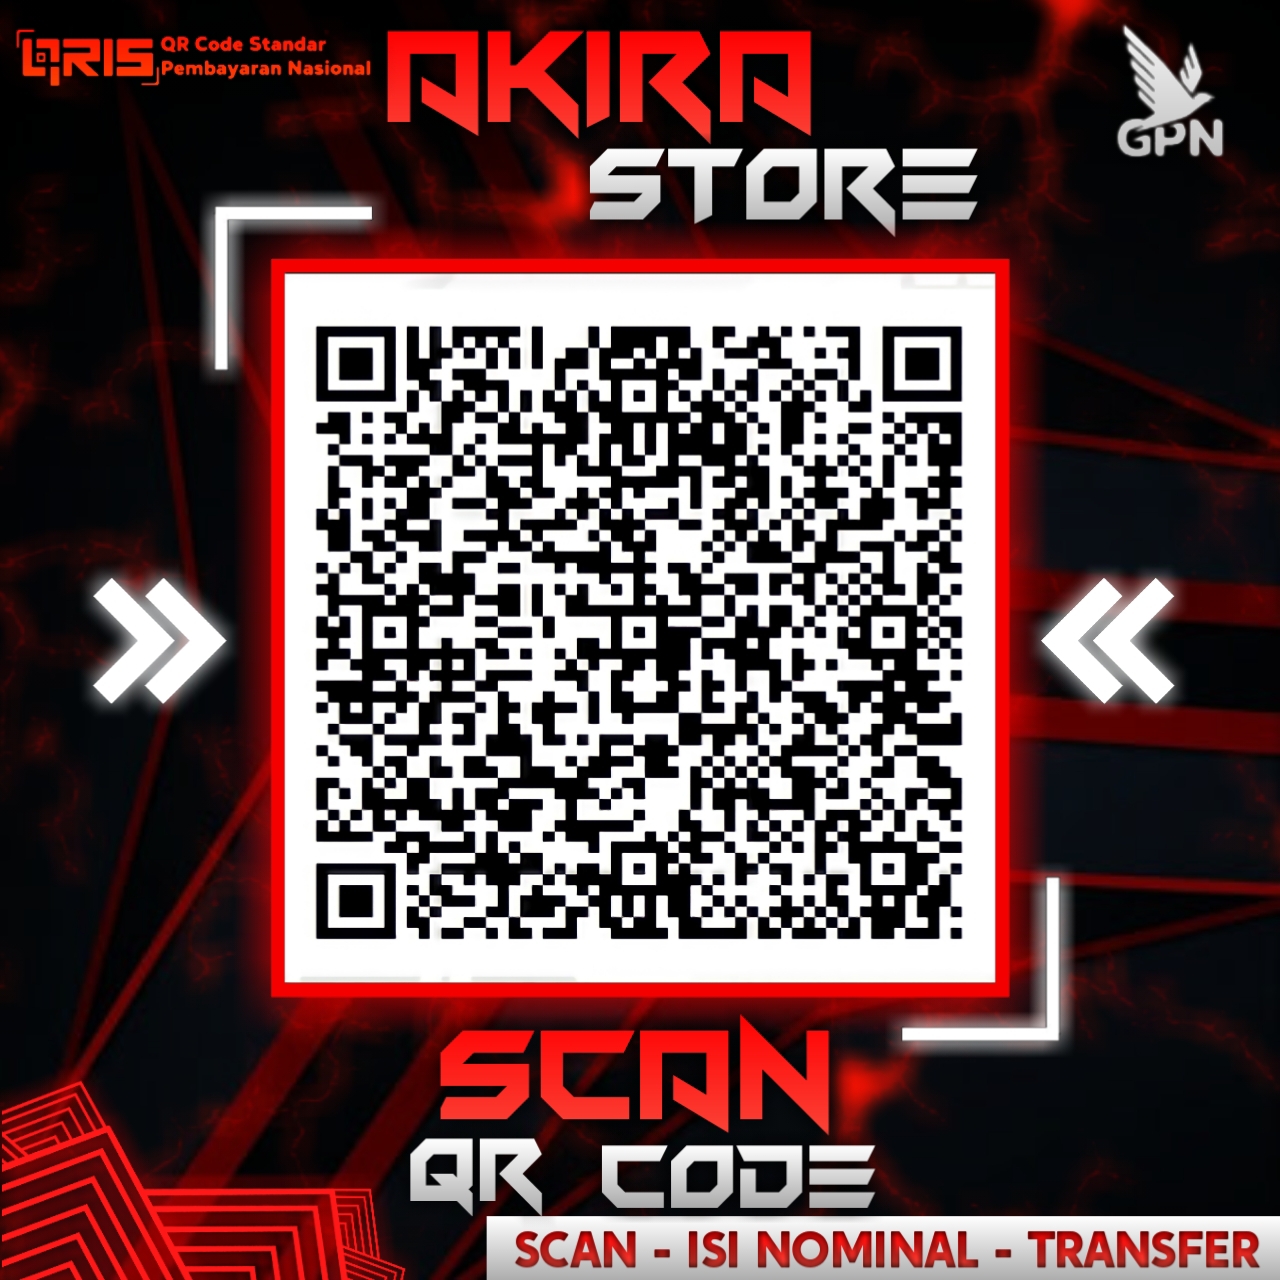 QRIS
QR Code Standar
Pembayaran Nasional
AKIRA
STORE
GPN
SCAN
QR CODE
SCAN - ISI NOMINAL - TRANSFER